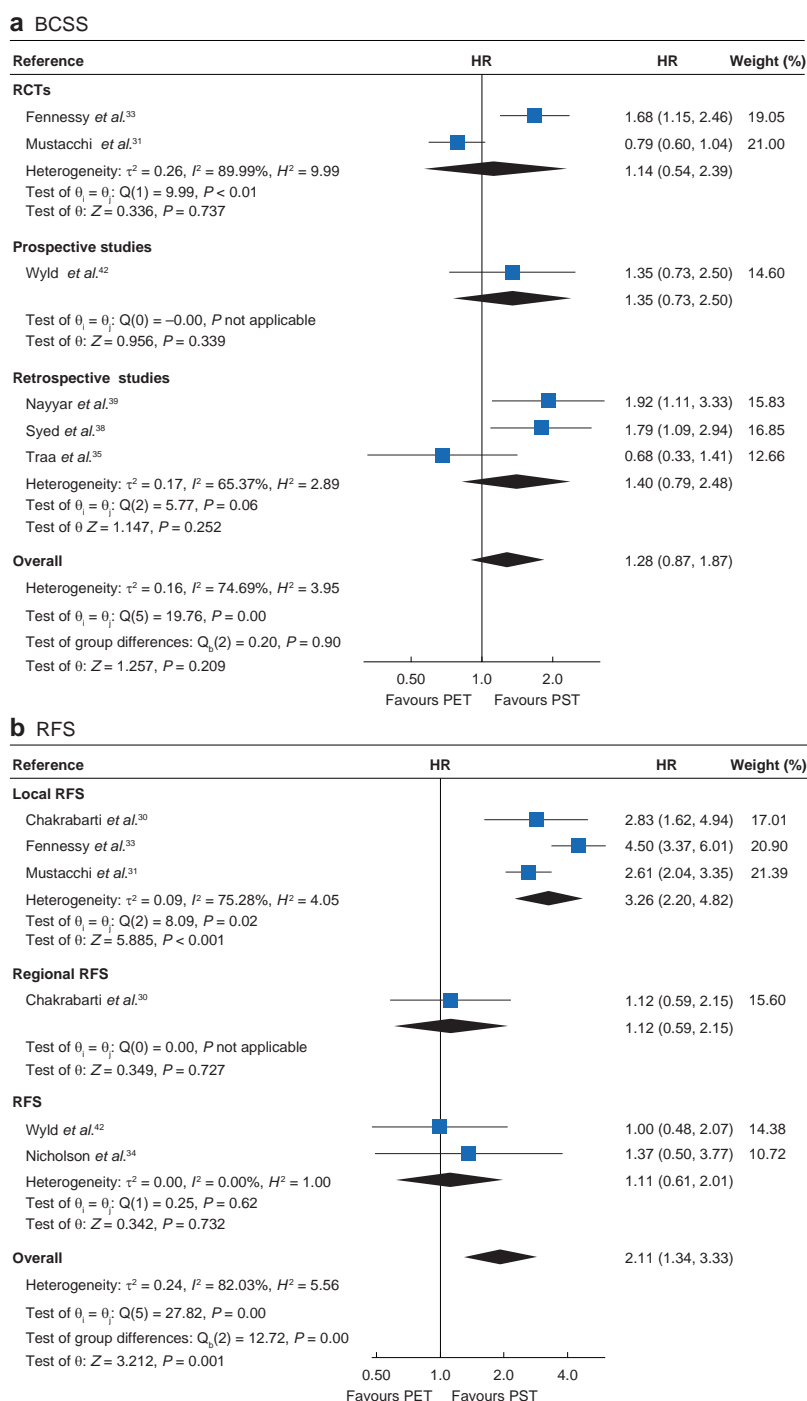 a BCSS
Reference HR HR Weight (%)
RCTs
Fennessy et al.³³ 1.68 (1.15, 2.46) 19.05
Mustacchi et al.³¹ 0.79 (0.60, 1.04) 21.00
Heterogeneity: τ² = 0.26, I² = 89.99%, H² = 9.99 1.14 (0.54, 2.39)
Test of θᵢ = θⱼ: Q(1) = 9.99, P < 0.01
Test of θ: Z = 0.336, P = 0.737
Prospective studies
Wyld et al.⁴² 1.35 (0.73, 2.50) 14.60
1.35 (0.73, 2.50)
Test of θᵢ = θⱼ: Q(0) = –0.00, P not applicable
Test of θ: Z = 0.956, P = 0.339
Retrospective studies
Nayyar et al.³⁹ 1.92 (1.11, 3.33) 15.83
Syed et al.³⁸ 1.79 (1.09, 2.94) 16.85
Traa et al.³⁵ 0.68 (0.33, 1.41) 12.66
Heterogeneity: τ² = 0.17, I² = 65.37%, H² = 2.89 1.40 (0.79, 2.48)
Test of θᵢ = θⱼ: Q(2) = 5.77, P = 0.06
Test of θ Z = 1.147, P = 0.252
Overall 1.28 (0.87, 1.87)
Heterogeneity: τ² = 0.16, I² = 74.69%, H² = 3.95
Test of θᵢ = θⱼ: Q(5) = 19.76, P = 0.00
Test of group differences: Q_b(2) = 0.20, P = 0.90
Test of θ: Z = 1.257, P = 0.209
0.50 1.0 2.0
Favours PET Favours PST
b RFS
Reference HR HR Weight (%)
Local RFS
Chakrabarti et al.³⁰ 2.83 (1.62, 4.94) 17.01
Fennessy et al.³³ 4.50 (3.37, 6.01) 20.90
Mustacchi et al.³¹ 2.61 (2.04, 3.35) 21.39
Heterogeneity: τ² = 0.09, I² = 75.28%, H² = 4.05 3.26 (2.20, 4.82)
Test of θᵢ = θⱼ: Q(2) = 8.09, P = 0.02
Test of θ: Z = 5.885, P < 0.001
Regional RFS
Chakrabarti et al.³⁰ 1.12 (0.59, 2.15) 15.60
1.12 (0.59, 2.15)
Test of θᵢ = θⱼ: Q(0) = 0.00, P not applicable
Test of θ: Z = 0.349, P = 0.727
RFS
Wyld et al.⁴² 1.00 (0.48, 2.07) 14.38
Nicholson et al.³⁴ 1.37 (0.50, 3.77) 10.72
Heterogeneity: τ² = 0.00, I² = 0.00%, H² = 1.00 1.11 (0.61, 2.01)
Test of θᵢ = θⱼ: Q(1) = 0.25, P = 0.62
Test of θ: Z = 0.342, P = 0.732
Overall 2.11 (1.34, 3.33)
Heterogeneity: τ² = 0.24, I² = 82.03%, H² = 5.56
Test of θᵢ = θⱼ: Q(5) = 27.82, P = 0.00
Test of group differences: Q_b(2) = 12.72, P = 0.00
Test of θ: Z = 3.212, P = 0.001
0.50 1.0 2.0 4.0
Favours PET Favours PST